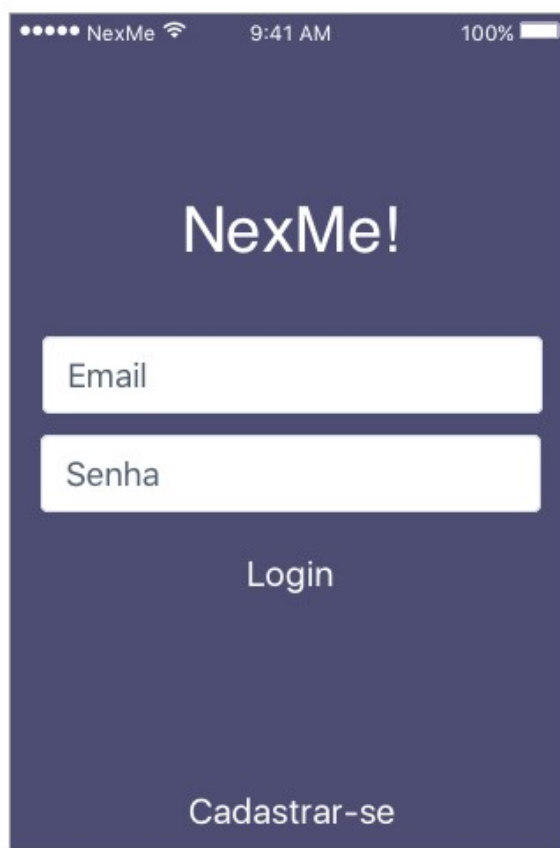 NexMe 9:41 AM 100%
NexMe!
Email
Senha
Login
Cadastrar-se